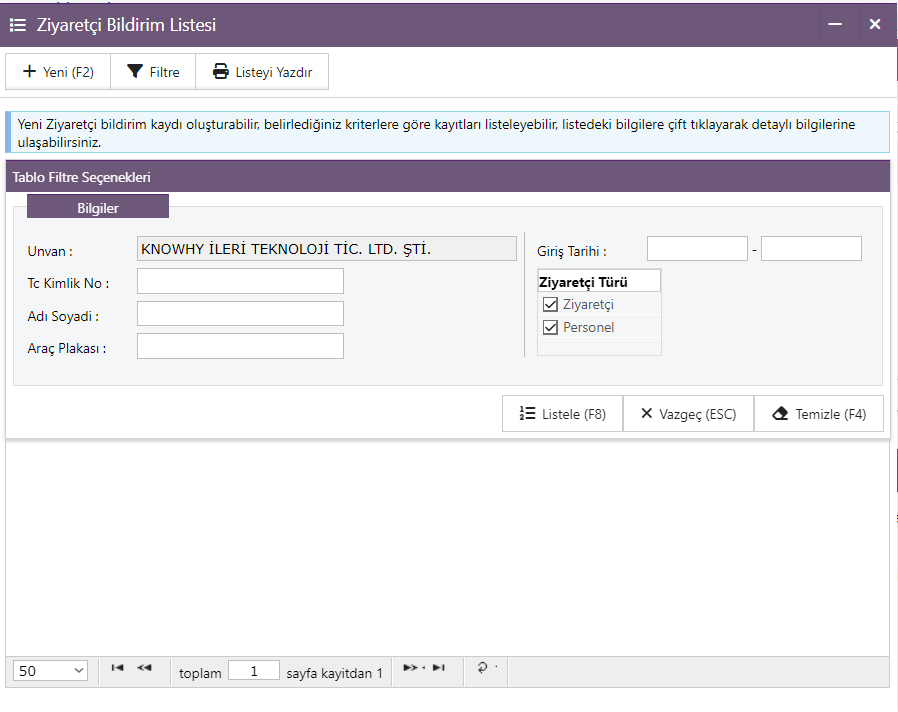 Ziyaretçi Bildirim Listesi
Yeni (F2) Filtre Listeyi Yazdır
Yeni Ziyaretçi bildirim kaydı oluşturabilir, belirlediğiniz kriterlere göre kayıtları listeleyebilir, listedeki bilgilere çift tıklayarak detaylı bilgilerine
ulaşabilirsiniz.
Tablo Filtre Seçenekleri
Bilgiler
Unvan : KNOWHY İLERİ TEKNOLOJİ TİC. LTD. ŞTİ. Giriş Tarihi : -
Tc Kimlik No : Ziyaretçi Türü
Ziyaretçi
Adı Soyadi : Personel
Araç Plakası :
Listele (F8) Vazgeç (ESC) Temizle (F4)
50 toplam 1 sayfa kayitdan 1